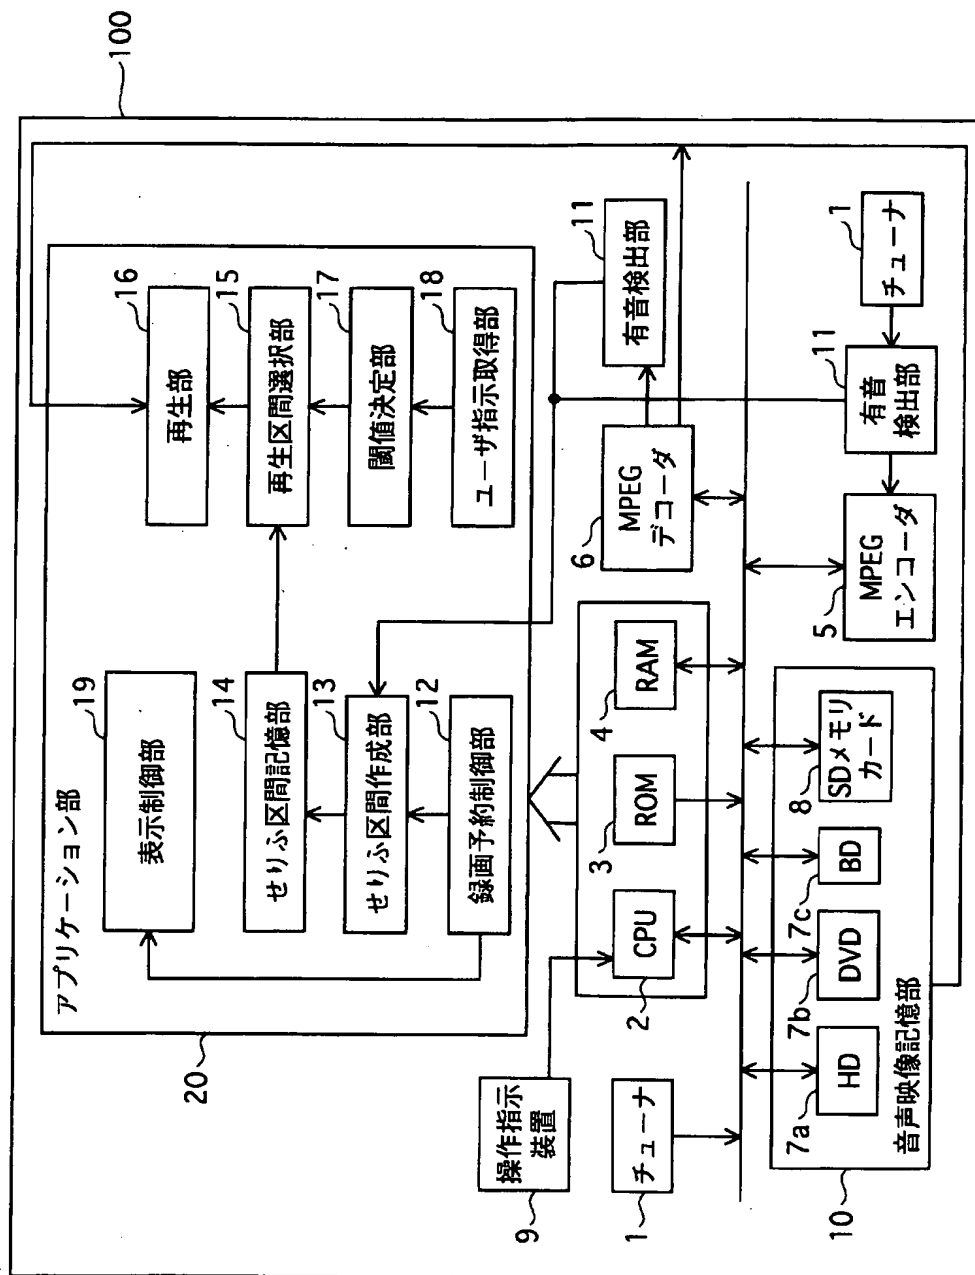 100
アプリケーション部
20
19
表示制御部
14
せりふ区間記憶部
13
せりふ区間作成部
12
録画予約制御部
16
再生部
15
再生区間選択部
17
閾値決定部
18
ユーザ指示取得部
操作指示
装置
9
CPU
2
ROM
3
RAM
4
MPEG
デコーダ
6
有音検出部
11
チューナ
1
HD
7a
DVD
7b
BD
7c
SDメモリ
カード
8
音声映像記憶部
10
MPEG
エンコーダ
5
有音
検出部
11
チューナ
1